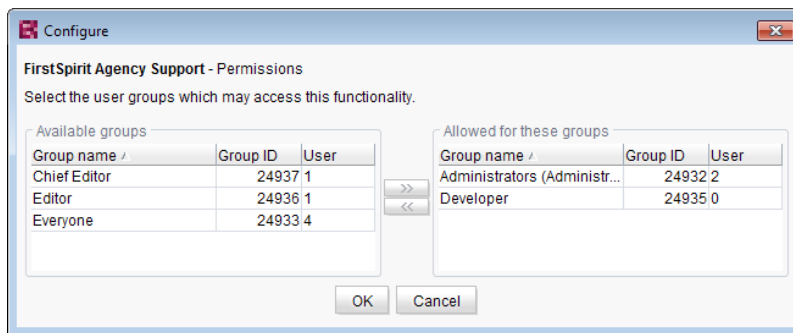 Configure
FirstSpirit Agency Support - Permissions
Select the user groups which may access this functionality.
Available groups
Group name Group ID User
Chief Editor 24937 1
Editor 24936 1
Everyone 24933 4
>>
<<
Allowed for these groups
Group name Group ID User
Administrators (Administr... 24932 2
Developer 24935 0
OK Cancel